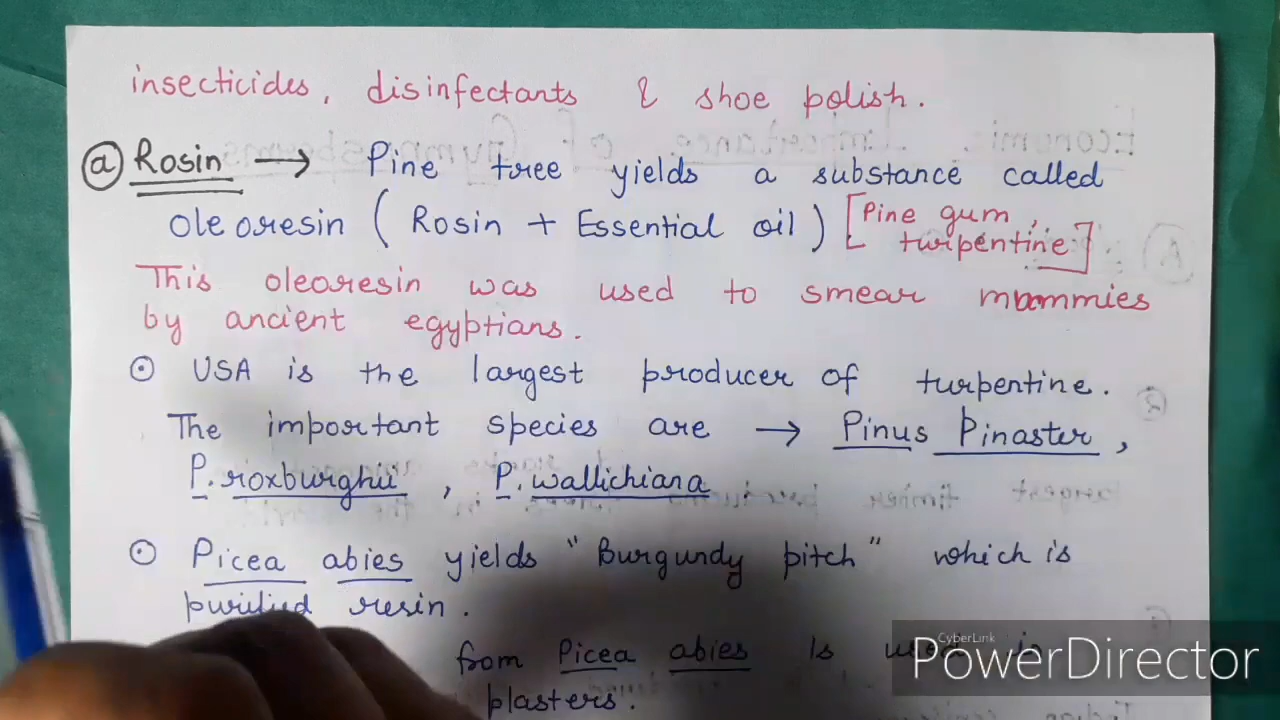 insecticides, disinfectants & shoe polish.
ⓐ Rosin → Pine tree yields a substance called
oleoresin ( Rosin + Essential oil ) [Pine gum,
turpentine].
This oleoresin was used to smear mummies
by ancient egyptians.
⊙ USA is the largest producer of turpentine.
The important species are → Pinus Pinaster,
P. roxburghii, P. wallichiana
⊙ Picea abies yields "Burgundy pitch" which is
purified resin.
from Picea abies is used in
plasters".
CyberLink
PowerDirector